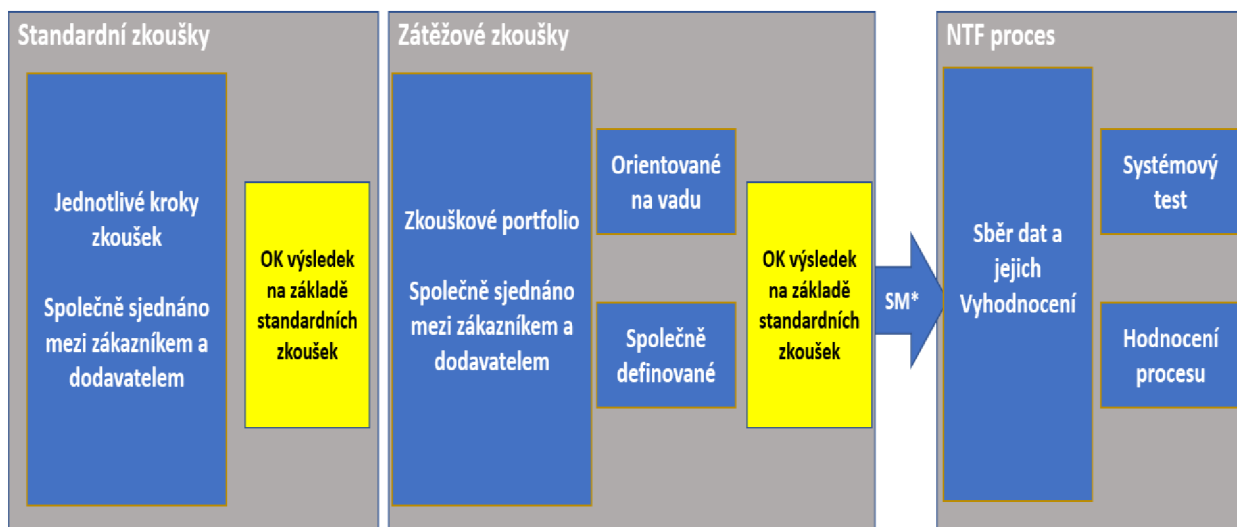 Standardní zkoušky
Jednotlivé kroky
zkoušek
Společně sjednáno
mezi zákazníkem a
dodavatelem
OK výsledek
na základě
standardních
zkoušek
Zátěžové zkoušky
Zkouškové portfolio
Společně sjednáno
mezi zákazníkem a
dodavatelem
Orientované
na vadu
Společně
definované
OK výsledek
na základě
standardních
zkoušek
SM*
NTF proces
Sběr dat a
jejich
Vyhodnocení
Systémový
test
Hodnocení
procesu